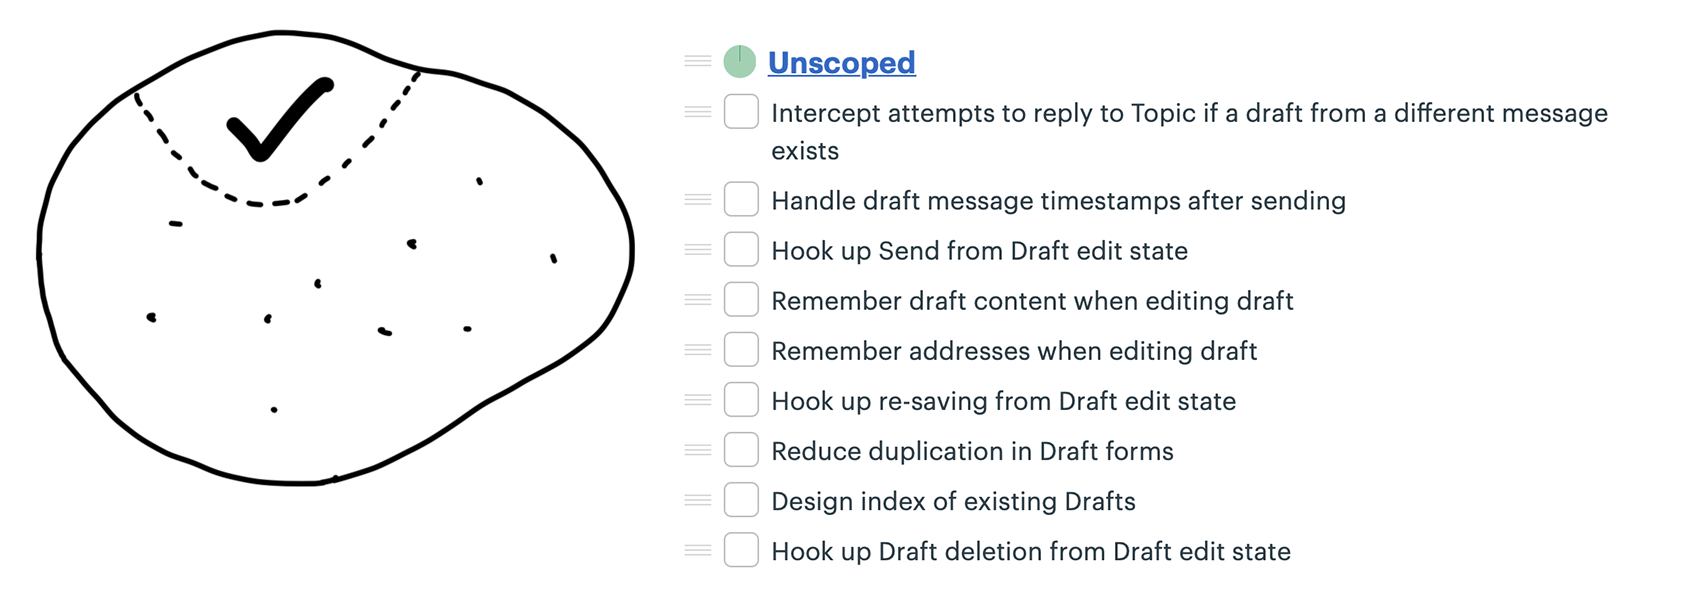 Unscoped
Intercept attempts to reply to Topic if a draft from a different message
exists
Handle draft message timestamps after sending
Hook up Send from Draft edit state
Remember draft content when editing draft
Remember addresses when editing draft
Hook up re-saving from Draft edit state
Reduce duplication in Draft forms
Design index of existing Drafts
Hook up Draft deletion from Draft edit state